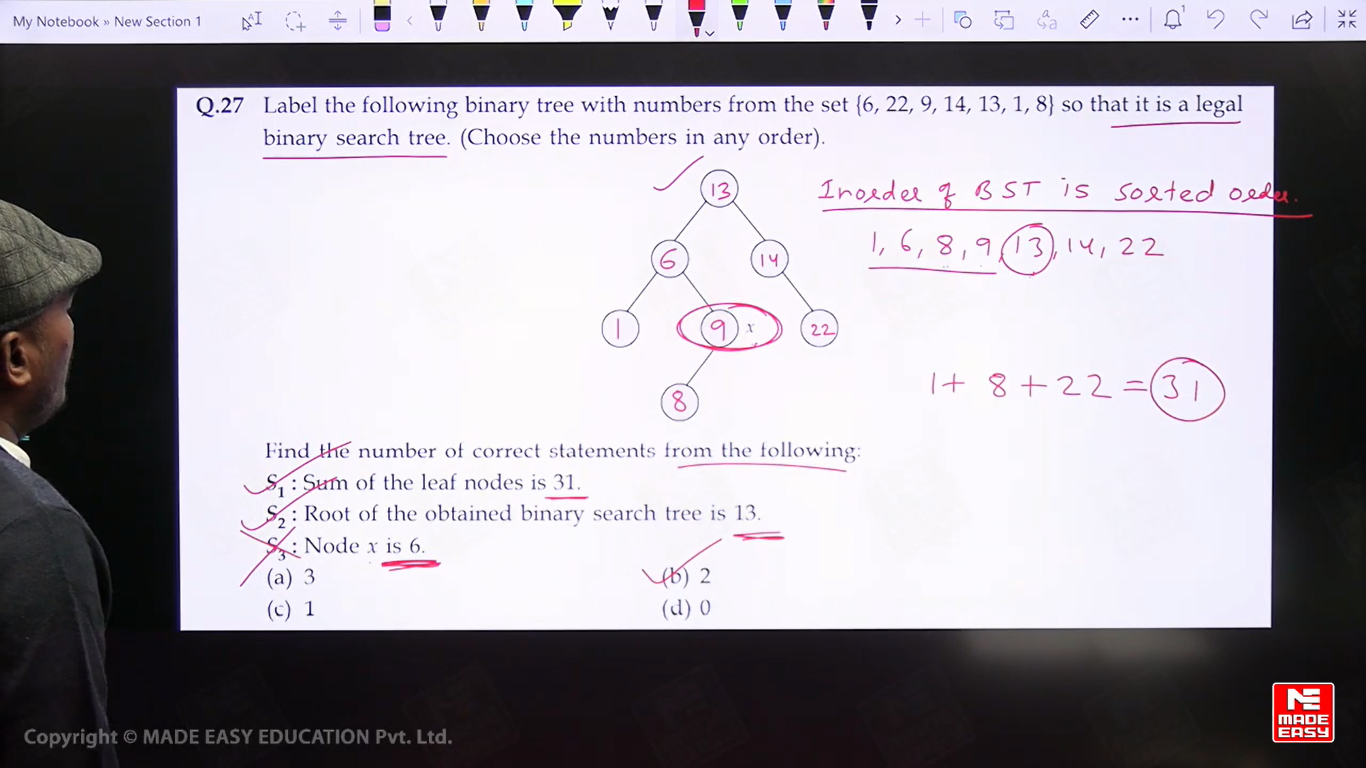 My Notebook » New Section 1
Q.27 Label the following binary tree with numbers from the set {6, 22, 9, 14, 13, 1, 8} so that it is a legal
binary search tree. (Choose the numbers in any order).
13
Inorder of BST is sorted order.
6
14
1, 6, 8, 9, 13, 14, 22
1
9 x
22
8
1 + 8 + 22 = 31
Find the number of correct statements from the following:
S1 : Sum of the leaf nodes is 31.
S2 : Root of the obtained binary search tree is 13.
S3 : Node x is 6.
(a) 3 (b) 2
(c) 1 (d) 0
Copyright © MADE EASY EDUCATION Pvt. Ltd.
ME
MADE
EASY